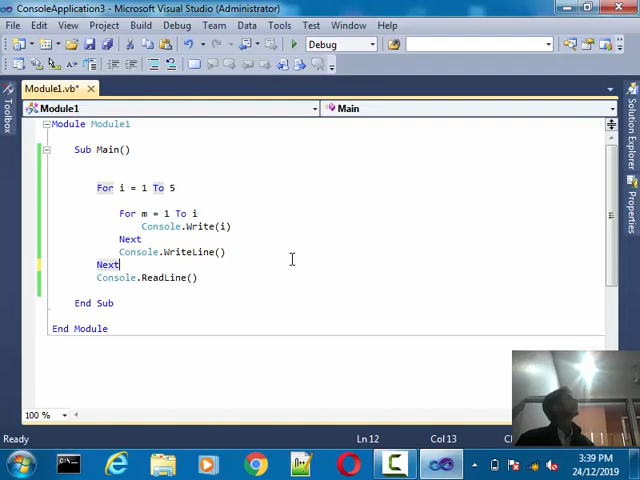 ConsoleApplication3 - Microsoft Visual Studio (Administrator)
File Edit View Project Build Debug Team Data Tools Test Window Help
Debug
Module1.vb*
Module1 Main
Toolbox
Solution Explorer
Properties
Module Module1
Sub Main()
For i = 1 To 5
For m = 1 To i
Console.Write(i)
Next
Console.WriteLine()
Next
Console.ReadLine()
End Sub
End Module
100 %
Ready Ln 12 Col 13
3:39 PM
24/12/2019